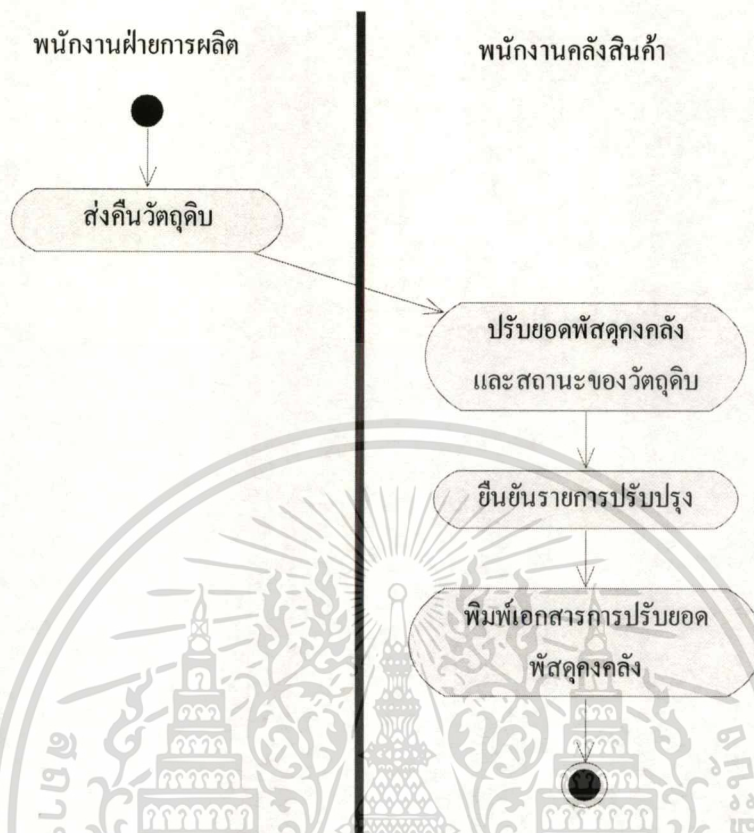 พนักงานฝ่ายการผลิต
พนักงานคลังสินค้า
ส่งคืนวัตถุดิบ
ปรับยอดพัสดุคงคลัง
และสถานะของวัตถุดิบ
ยืนยันรายการปรับปรุง
พิมพ์เอกสารการปรับยอด
พัสดุคงคลัง